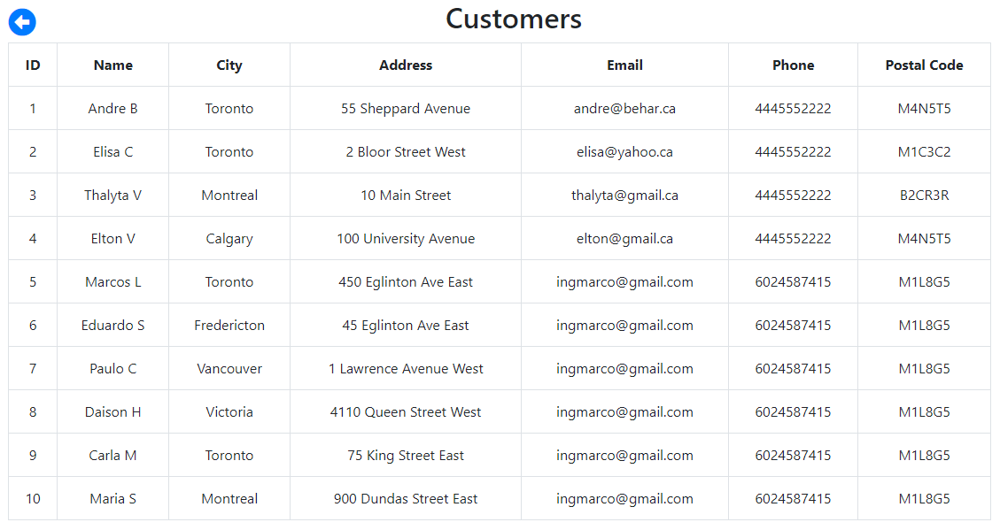 Customers
ID Name City Address Email Phone Postal Code
1 Andre B Toronto 55 Sheppard Avenue andre@behar.ca 4445552222 M4N5T5
2 Elisa C Toronto 2 Bloor Street West elisa@yahoo.ca 4445552222 M1C3C2
3 Thalyta V Montreal 10 Main Street thalyta@gmail.ca 4445552222 B2CR3R
4 Elton V Calgary 100 University Avenue elton@gmail.ca 4445552222 M4N5T5
5 Marcos L Toronto 450 Eglinton Ave East ingmarco@gmail.com 6024587415 M1L8G5
6 Eduardo S Fredericton 45 Eglinton Ave East ingmarco@gmail.com 6024587415 M1L8G5
7 Paulo C Vancouver 1 Lawrence Avenue West ingmarco@gmail.com 6024587415 M1L8G5
8 Daison H Victoria 4110 Queen Street West ingmarco@gmail.com 6024587415 M1L8G5
9 Carla M Toronto 75 King Street East ingmarco@gmail.com 6024587415 M1L8G5
10 Maria S Montreal 900 Dundas Street East ingmarco@gmail.com 6024587415 M1L8G5